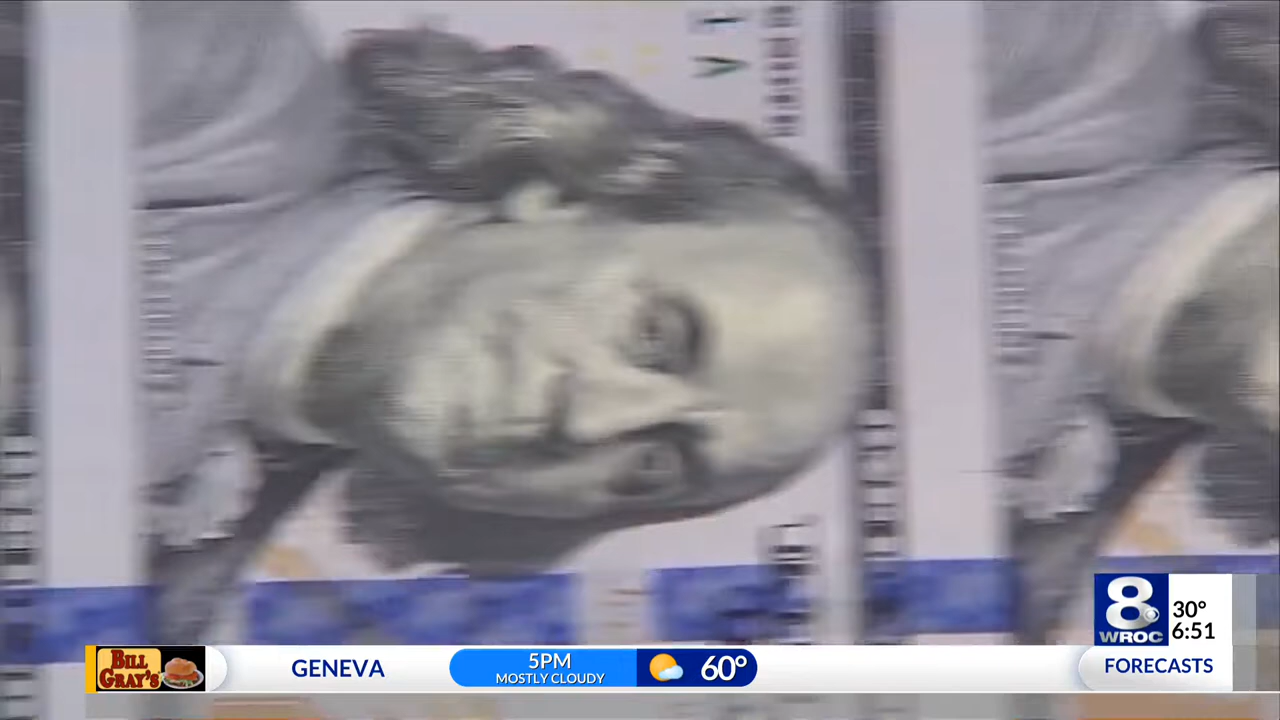 8
WROC
30°
6:51
BILL
GRAY'S
GENEVA
5PM
MOSTLY CLOUDY
60°
FORECASTS